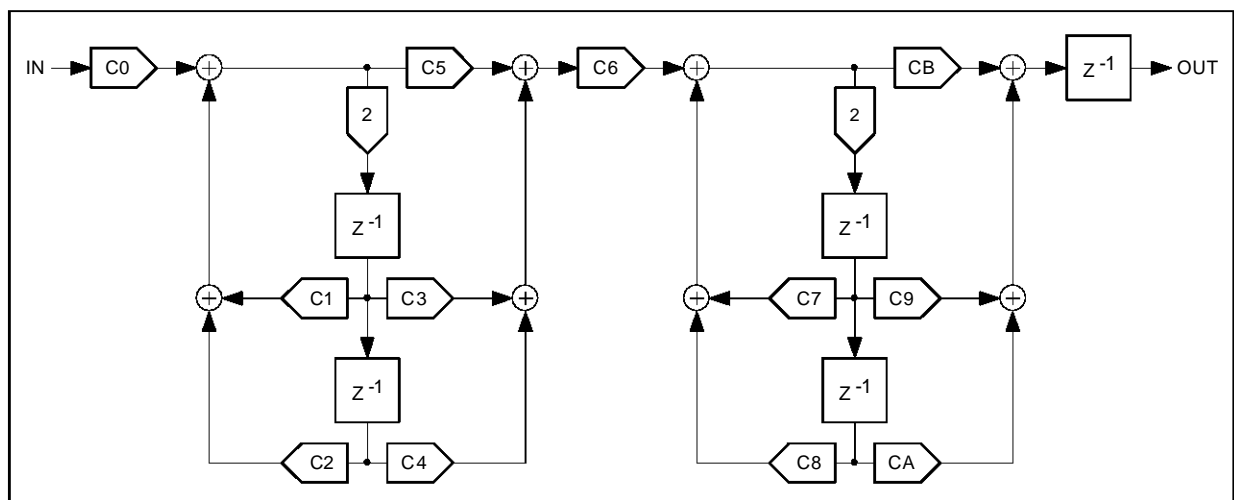 IN C0 C5 C6 CB Z⁻¹ OUT
2 2
Z⁻¹ Z⁻¹
C1 C3 C7 C9
Z⁻¹ Z⁻¹
C2 C4 C8 CA